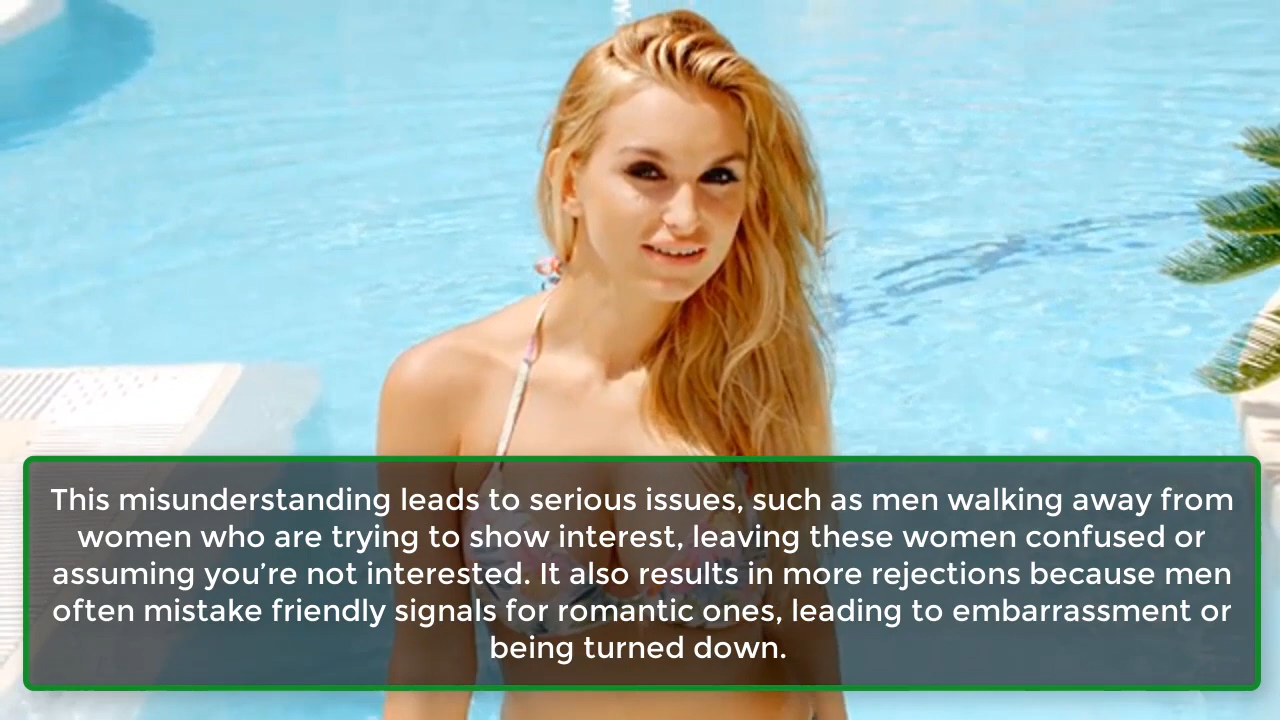 This misunderstanding leads to serious issues, such as men walking away from
women who are trying to show interest, leaving these women confused or
assuming you’re not interested. It also results in more rejections because men
often mistake friendly signals for romantic ones, leading to embarrassment or
being turned down.